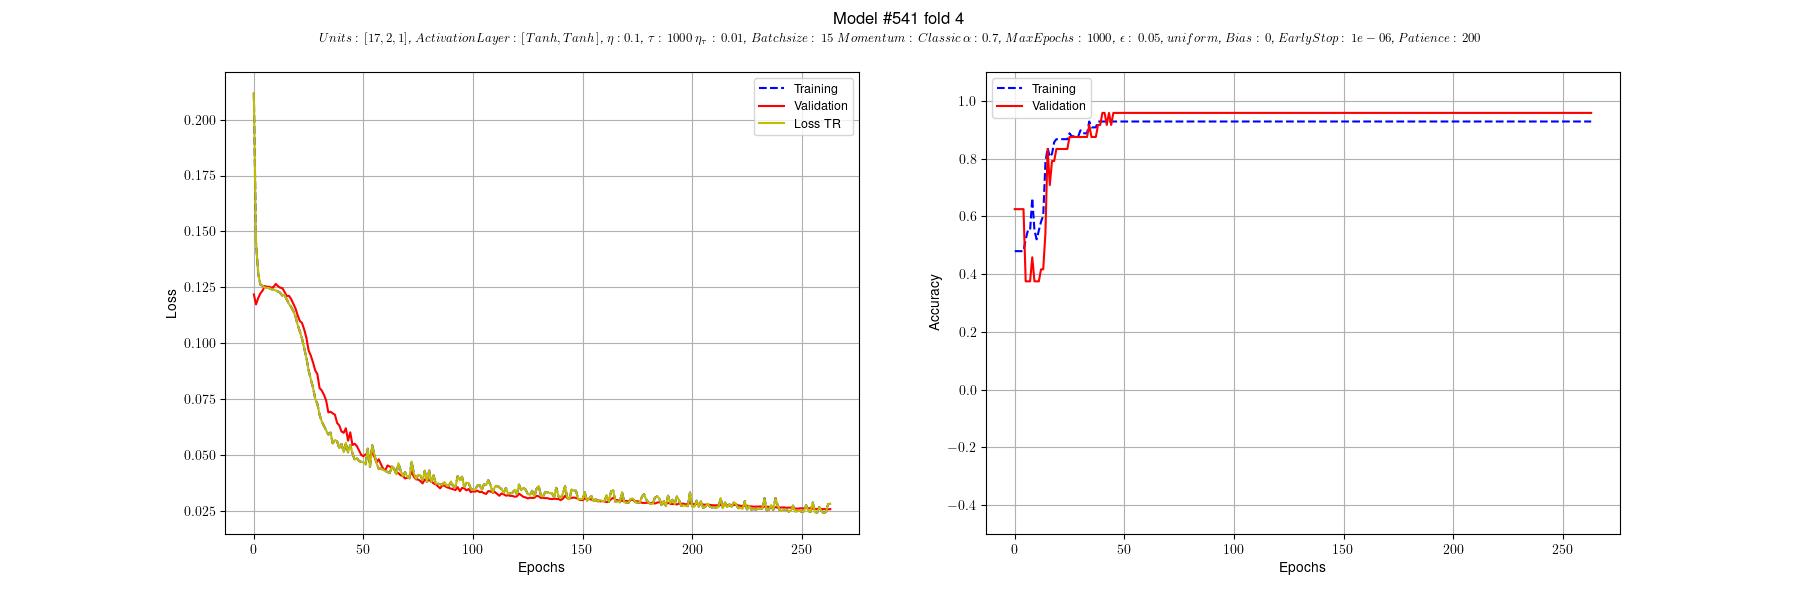 Model #541 fold 4
Units : [17, 2, 1], ActivationLayer : [Tanh, Tanh], η : 0.1, τ : 1000 η_τ : 0.01, Batchsize : 15 Momentum : Classic α : 0.7, MaxEpochs : 1000, ϵ : 0.05, uniform, Bias : 0, EarlyStop : 1e − 06, Patience : 200
Training
Validation
Loss TR
0.200
0.175
0.150
0.125
0.100
0.075
0.050
0.025
Loss
0 50 100 150 200 250
Epochs
Training
Validation
1.0
0.8
0.6
0.4
0.2
0.0
−0.2
−0.4
Accuracy
0 50 100 150 200 250
Epochs